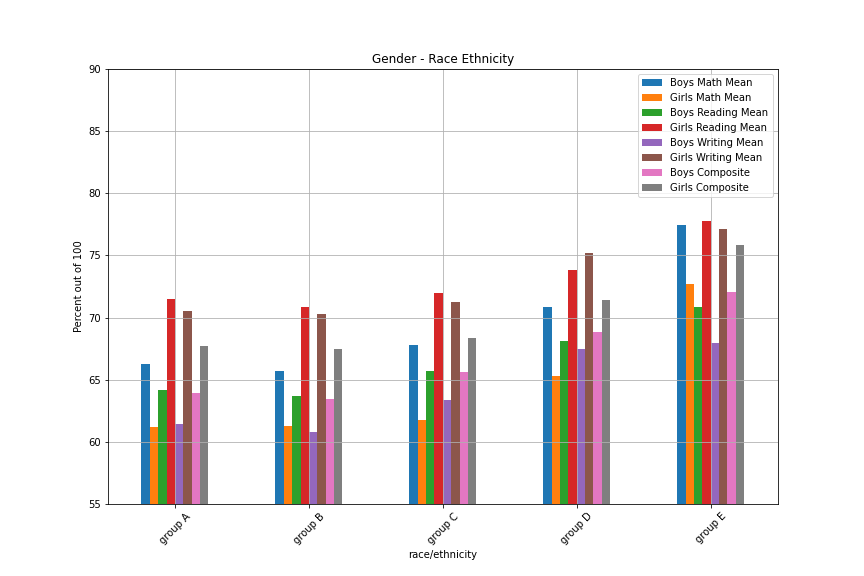 Gender - Race Ethnicity
Percent out of 100
90
85
80
75
70
65
60
55
Boys Math Mean
Girls Math Mean
Boys Reading Mean
Girls Reading Mean
Boys Writing Mean
Girls Writing Mean
Boys Composite
Girls Composite
group A
group B
group C
group D
group E
race/ethnicity